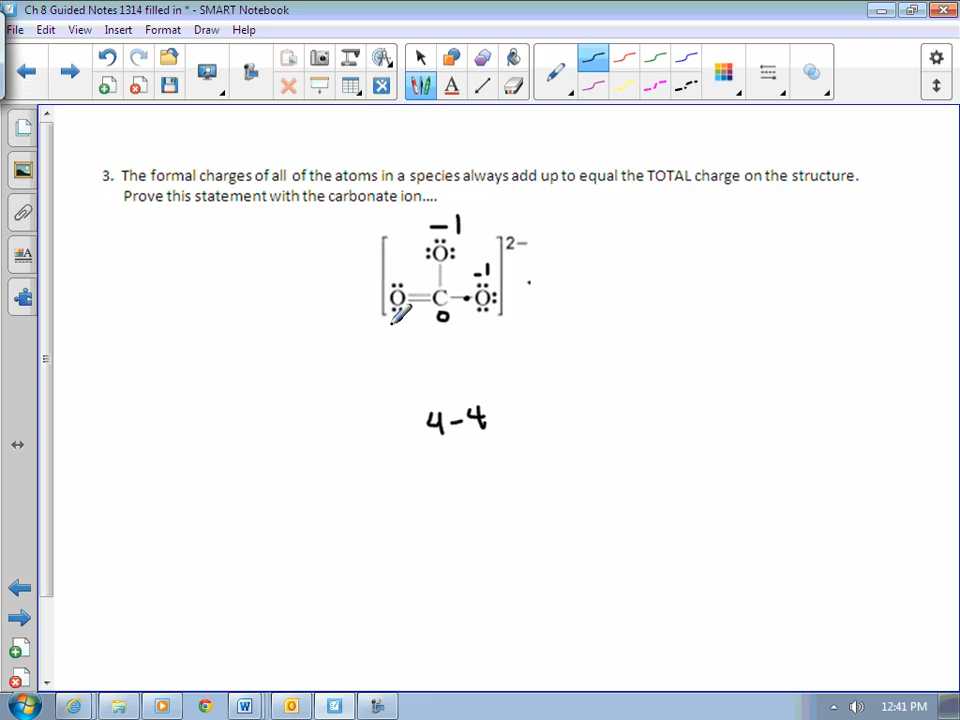 Ch 8 Guided Notes 1314 filled in * - SMART Notebook
File Edit View Insert Format Draw Help
3. The formal charges of all of the atoms in a species always add up to equal the TOTAL charge on the structure.
Prove this statement with the carbonate ion....
-1
O
2-
-1
O=C-O
0
4-4
12:41 PM